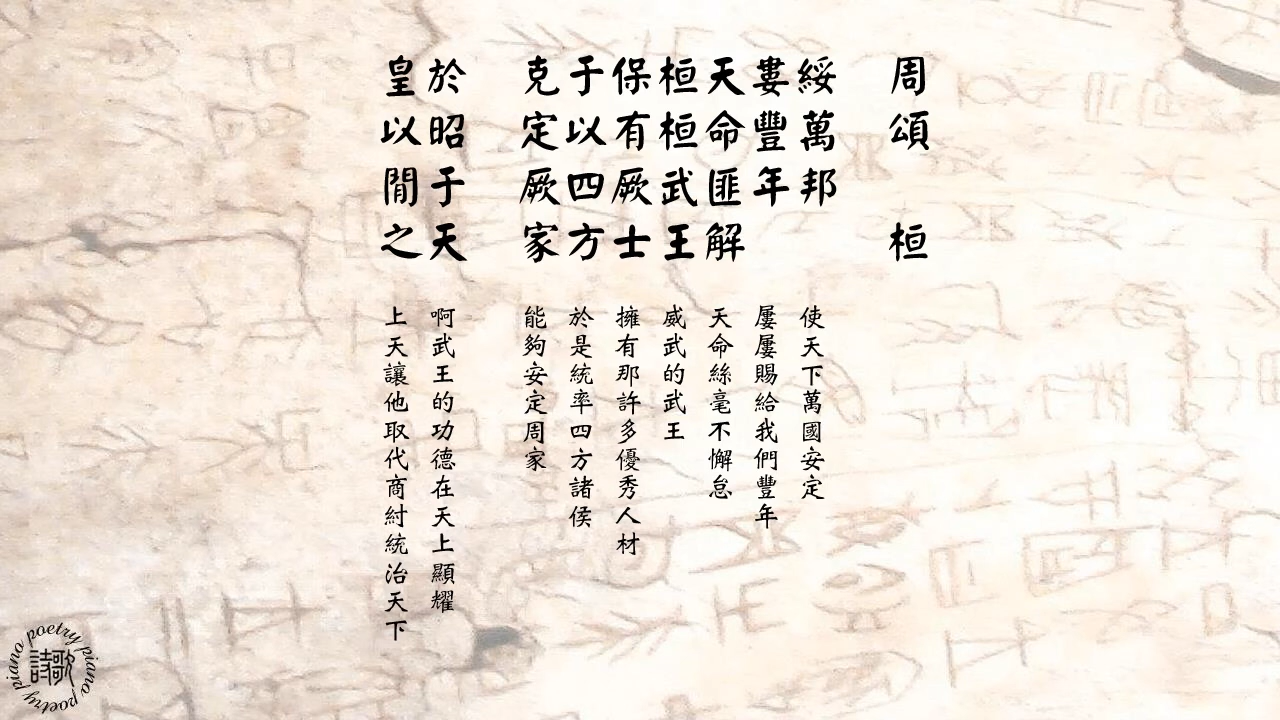 周頌 桓
綏萬邦
婁豐年
天命匪解
桓桓武王
保有厥士
于以四方
克定厥家
於昭于天
皇以閒之
使天下萬國安定
屢屢賜給我們豐年
天命絲毫不懈怠
威武的武王
擁有那許多優秀人材
於是統率四方諸侯
能夠安定周家
啊武王的功德在天上顯耀
上天讓他取代商紂統治天下
piano poetry piano poetry
詩歌